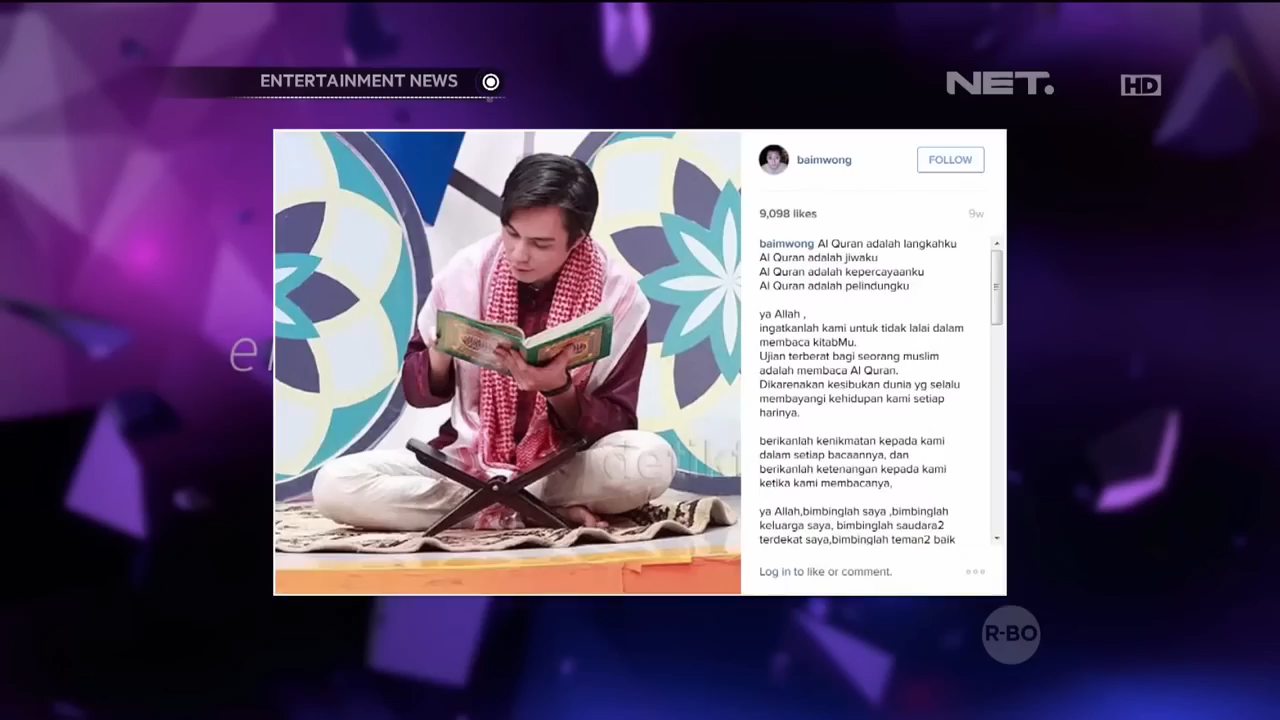 ENTERTAINMENT NEWS
NET.
HD
baimwong
FOLLOW
9,098 likes
9w
baimwong Al Quran adalah langkahku
Al Quran adalah jiwaku
Al Quran adalah kepercayaanku
Al Quran adalah pelindungku
ya Allah ,
ingatkanlah kami untuk tidak lalai dalam
membaca kitabMu.
Ujian terberat bagi seorang muslim
adalah membaca Al Quran.
Dikarenakan kesibukan dunia yg selalu
membayangi kehidupan kami setiap
harinya.
berikanlah kenikmatan kepada kami
dalam setiap bacaannya, dan
berikanlah ketenangan kepada kami
ketika kami membacanya,
ya Allah,bimbinglah saya ,bimbinglah
keluarga saya, bimbinglah saudara2
terdekat saya,bimbinglah teman2 baik
Log in to like or comment.
R-BO